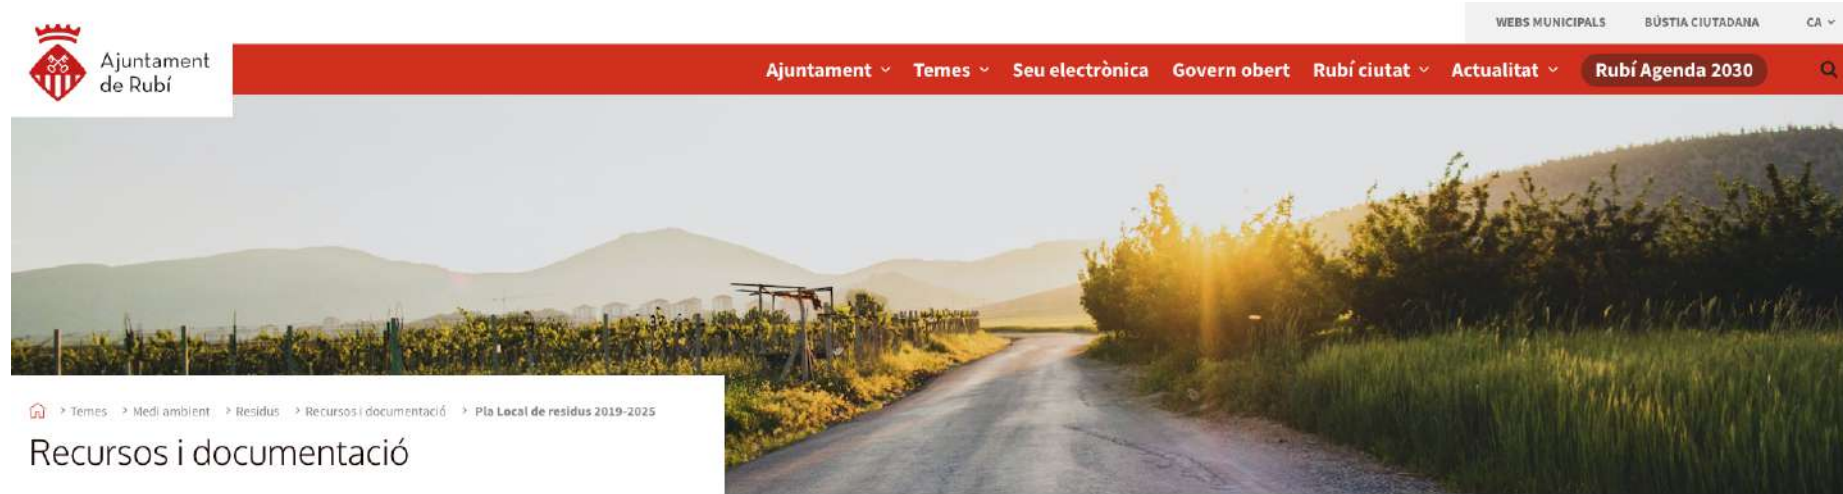 WEBS MUNICIPALS BÚSTIA CIUTADANA CA
Ajuntament
de Rubí
Ajuntament Temes Seu electrònica Govern obert Rubí ciutat Actualitat Rubí Agenda 2030
> Temes > Medi ambient > Residus > Recursos i documentació > Pla Local de residus 2019-2025
Recursos i documentació